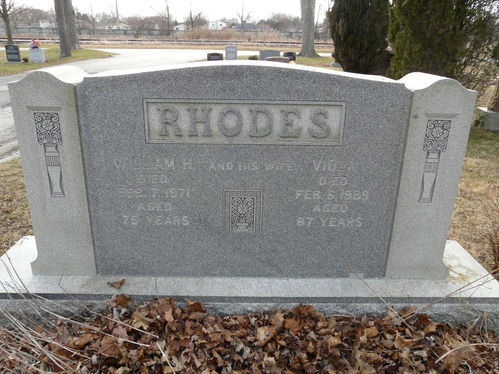 RHODES
WILLIAM H. AND HIS WIFE VIOLA
DIED
FEB. 7, 1971
AGED
75 YEARS
DIED
FEB. 6, 1989
AGED
87 YEARS